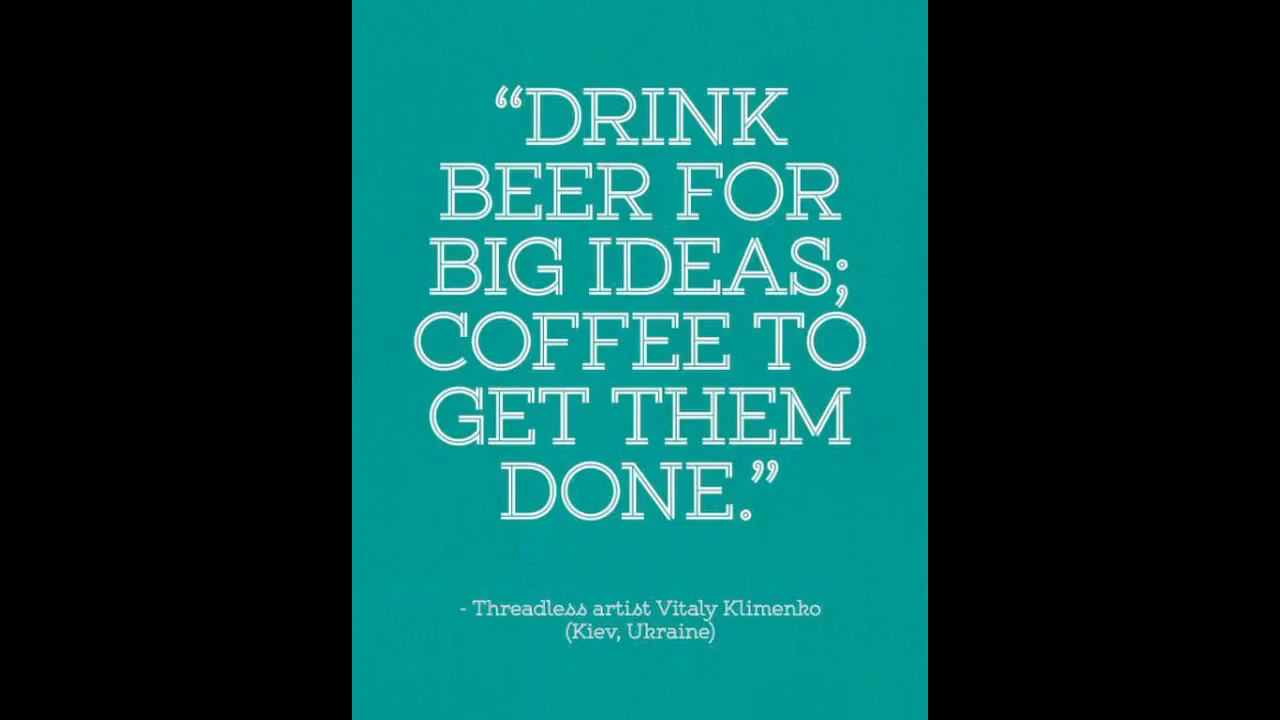 “DRINK
BEER FOR
BIG IDEAS;
COFFEE TO
GET THEM
DONE.”
- Threadless artist Vitaly Klimenko
(Kiev, Ukraine)